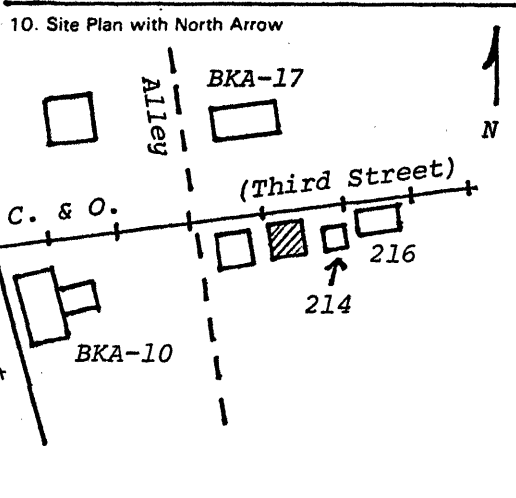 10. Site Plan with North Arrow
Alley
BKA-17
N
(Third Street)
C. & O.
216
214
BKA-10